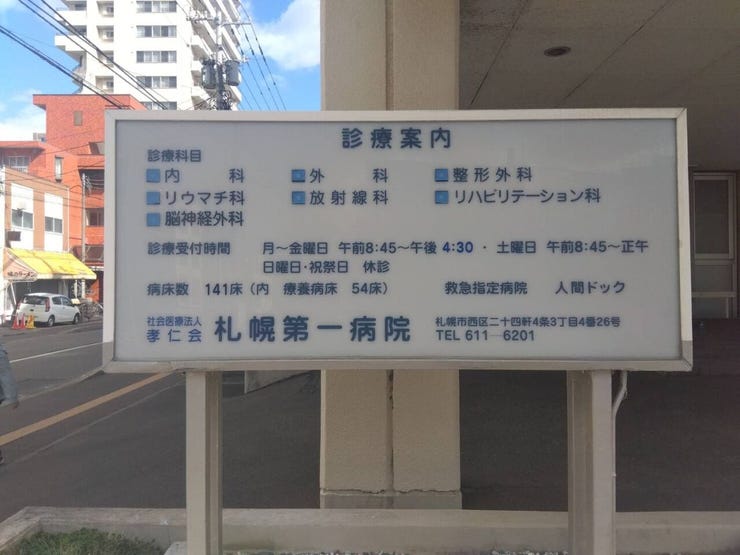 診療案内
診療科目
内科 外科 整形外科
リウマチ科 放射線科 リハビリテーション科
脳神経外科
診療受付時間 月～金曜日 午前8:45～午後4:30・土曜日 午前8:45～正午
日曜日・祝祭日 休診
病床数 141床(内 療養病床 54床) 救急指定病院 人間ドック
社会医療法人
孝仁会 札幌第一病院
札幌市西区二十四軒4条3丁目4番26号
TEL 611-6201
味のラーメン